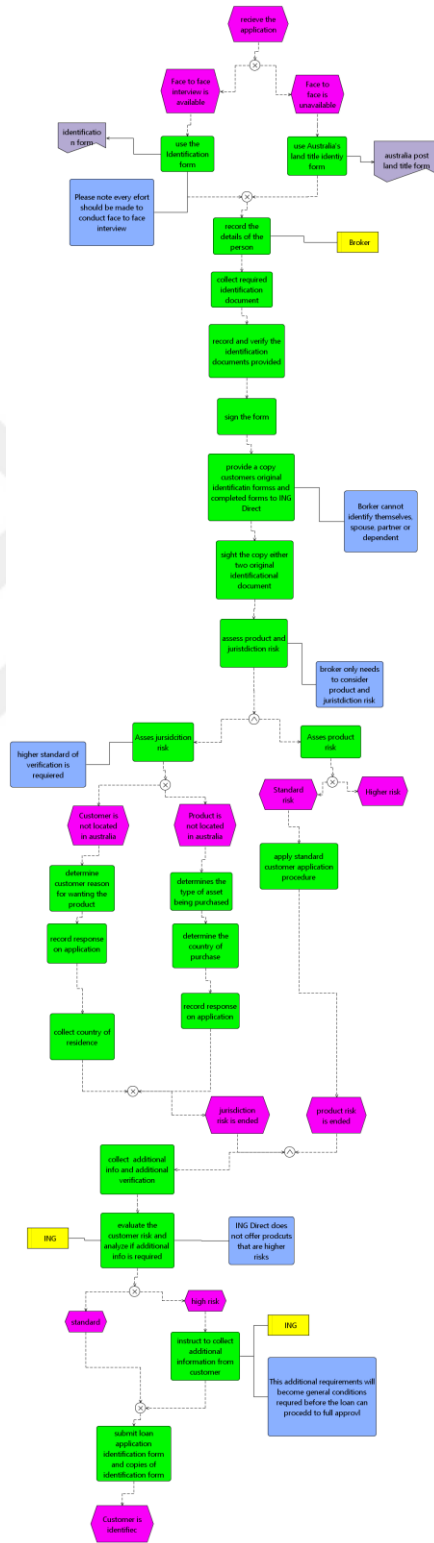 recieve the
application
Face to face
interview is
available
Face to
face is
unavailable
identificatio
n form
use the
Identification
form
use Australia's
land title identiy
form
australia post
land title form
Please note every efort
should be made to
conduct face to face
interview
record the
details of the
person
Broker
collect required
identification
document
record and verify the
identification
documents provided
sign the form
provide a copy
customers original
identificatin formss and
completed forms to ING
Direct
Borker cannot
identify themselves,
spouse, partner or
dependent
sight the copy either
two original
identificational
document
assess product and
juristdiction risk
broker only needs
to consider
product and
juristdiction risk
Asses jursidcition
risk
Asses product
risk
higher standard of
verification is
requiered
Customer is
not located
in australia
Product is
not located
in australia
Standard
risk
Higher risk
determine
customer reason
for wanting the
product
determines the
type of asset
being purchased
apply standard
customer application
procedure
record response
on application
determine the
country of
purchase
collect country of
residence
record response
on application
jurisdiction
risk is ended
product risk
is ended
collect additional
info and additional
verification
ING
evaluate the
customer risk and
analyze if additional
info is required
ING Direct does
not offer prodcuts
that are higher
risks
standard
high risk
instruct to collect
additional
information from
customer
ING
This additional requirements will
become general conditions
requred before the loan can
procedd to full approvl
submit loan
application
identification form
and copies of
identification form
Customer is
identifiec